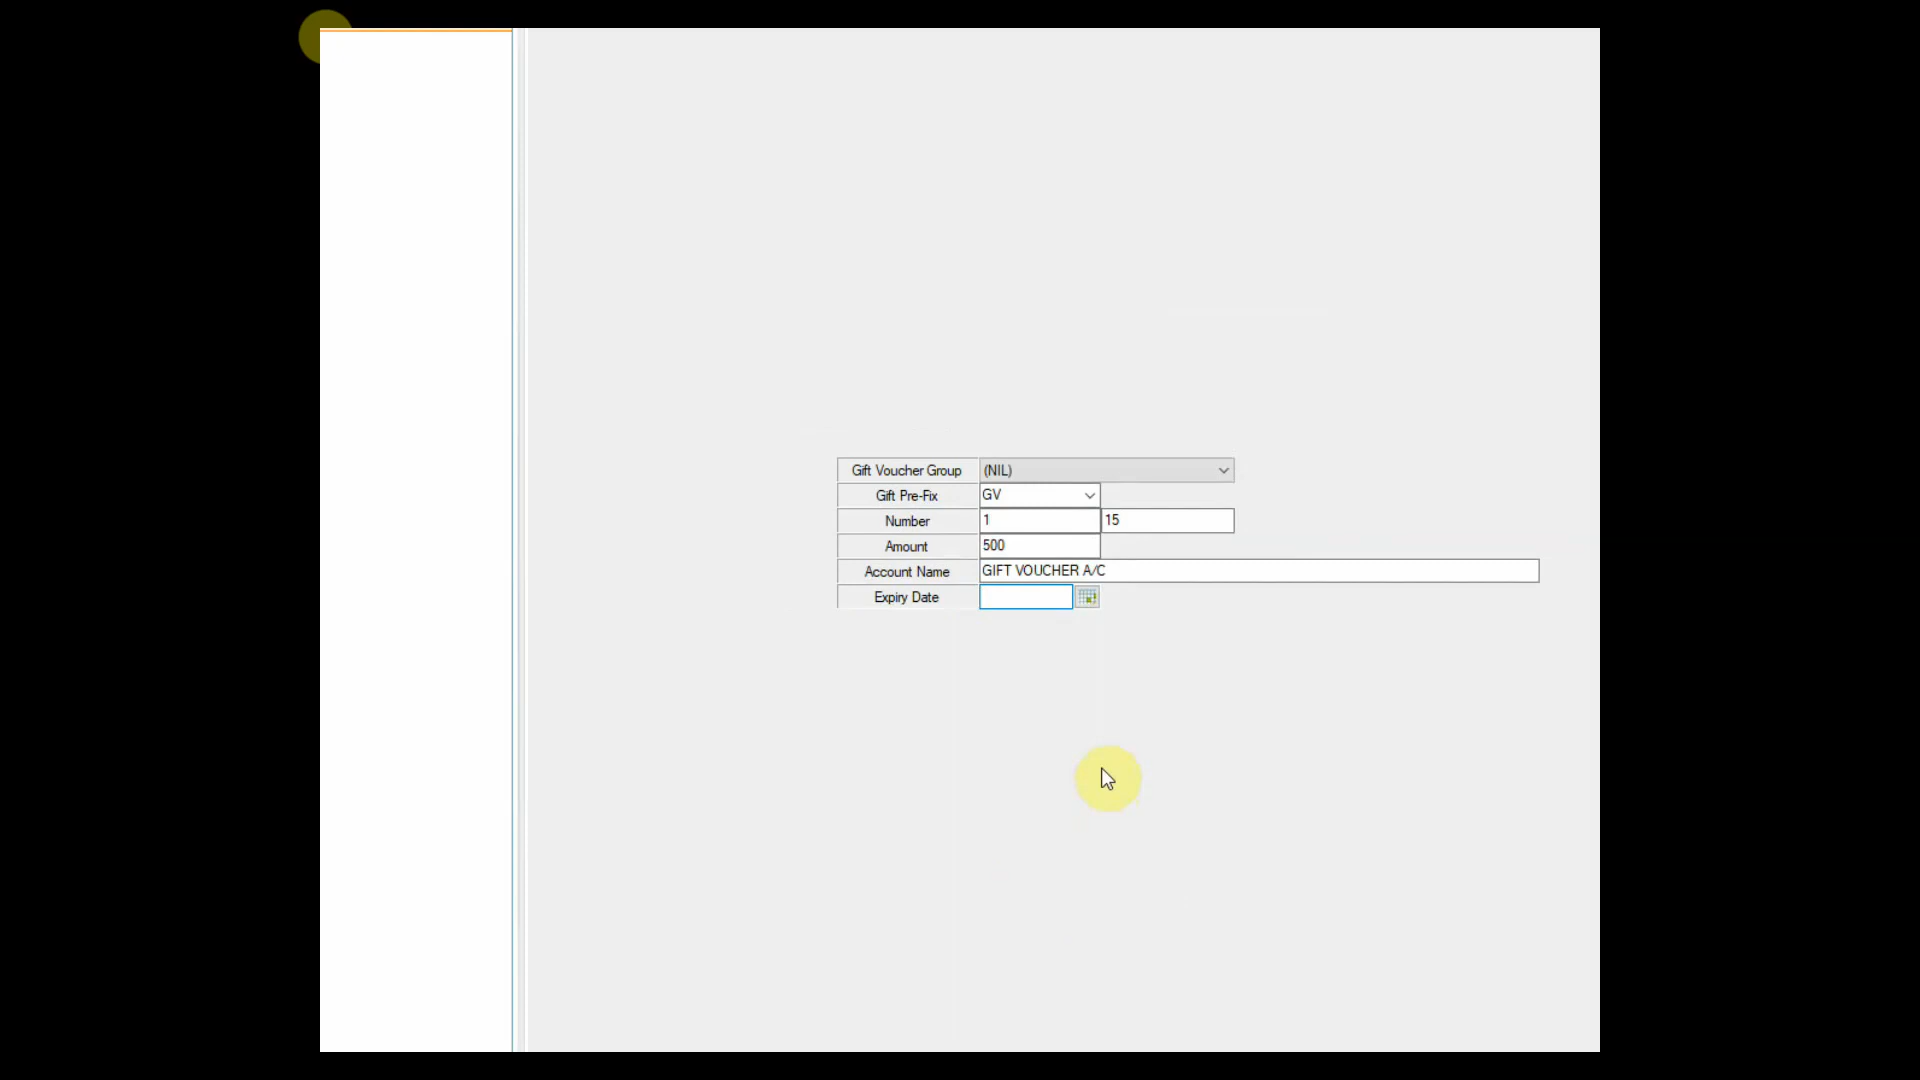 Gift Voucher Group (NIL)
Gift Pre-Fix GV
Number 1 15
Amount 500
Account Name GIFT VOUCHER A/C
Expiry Date